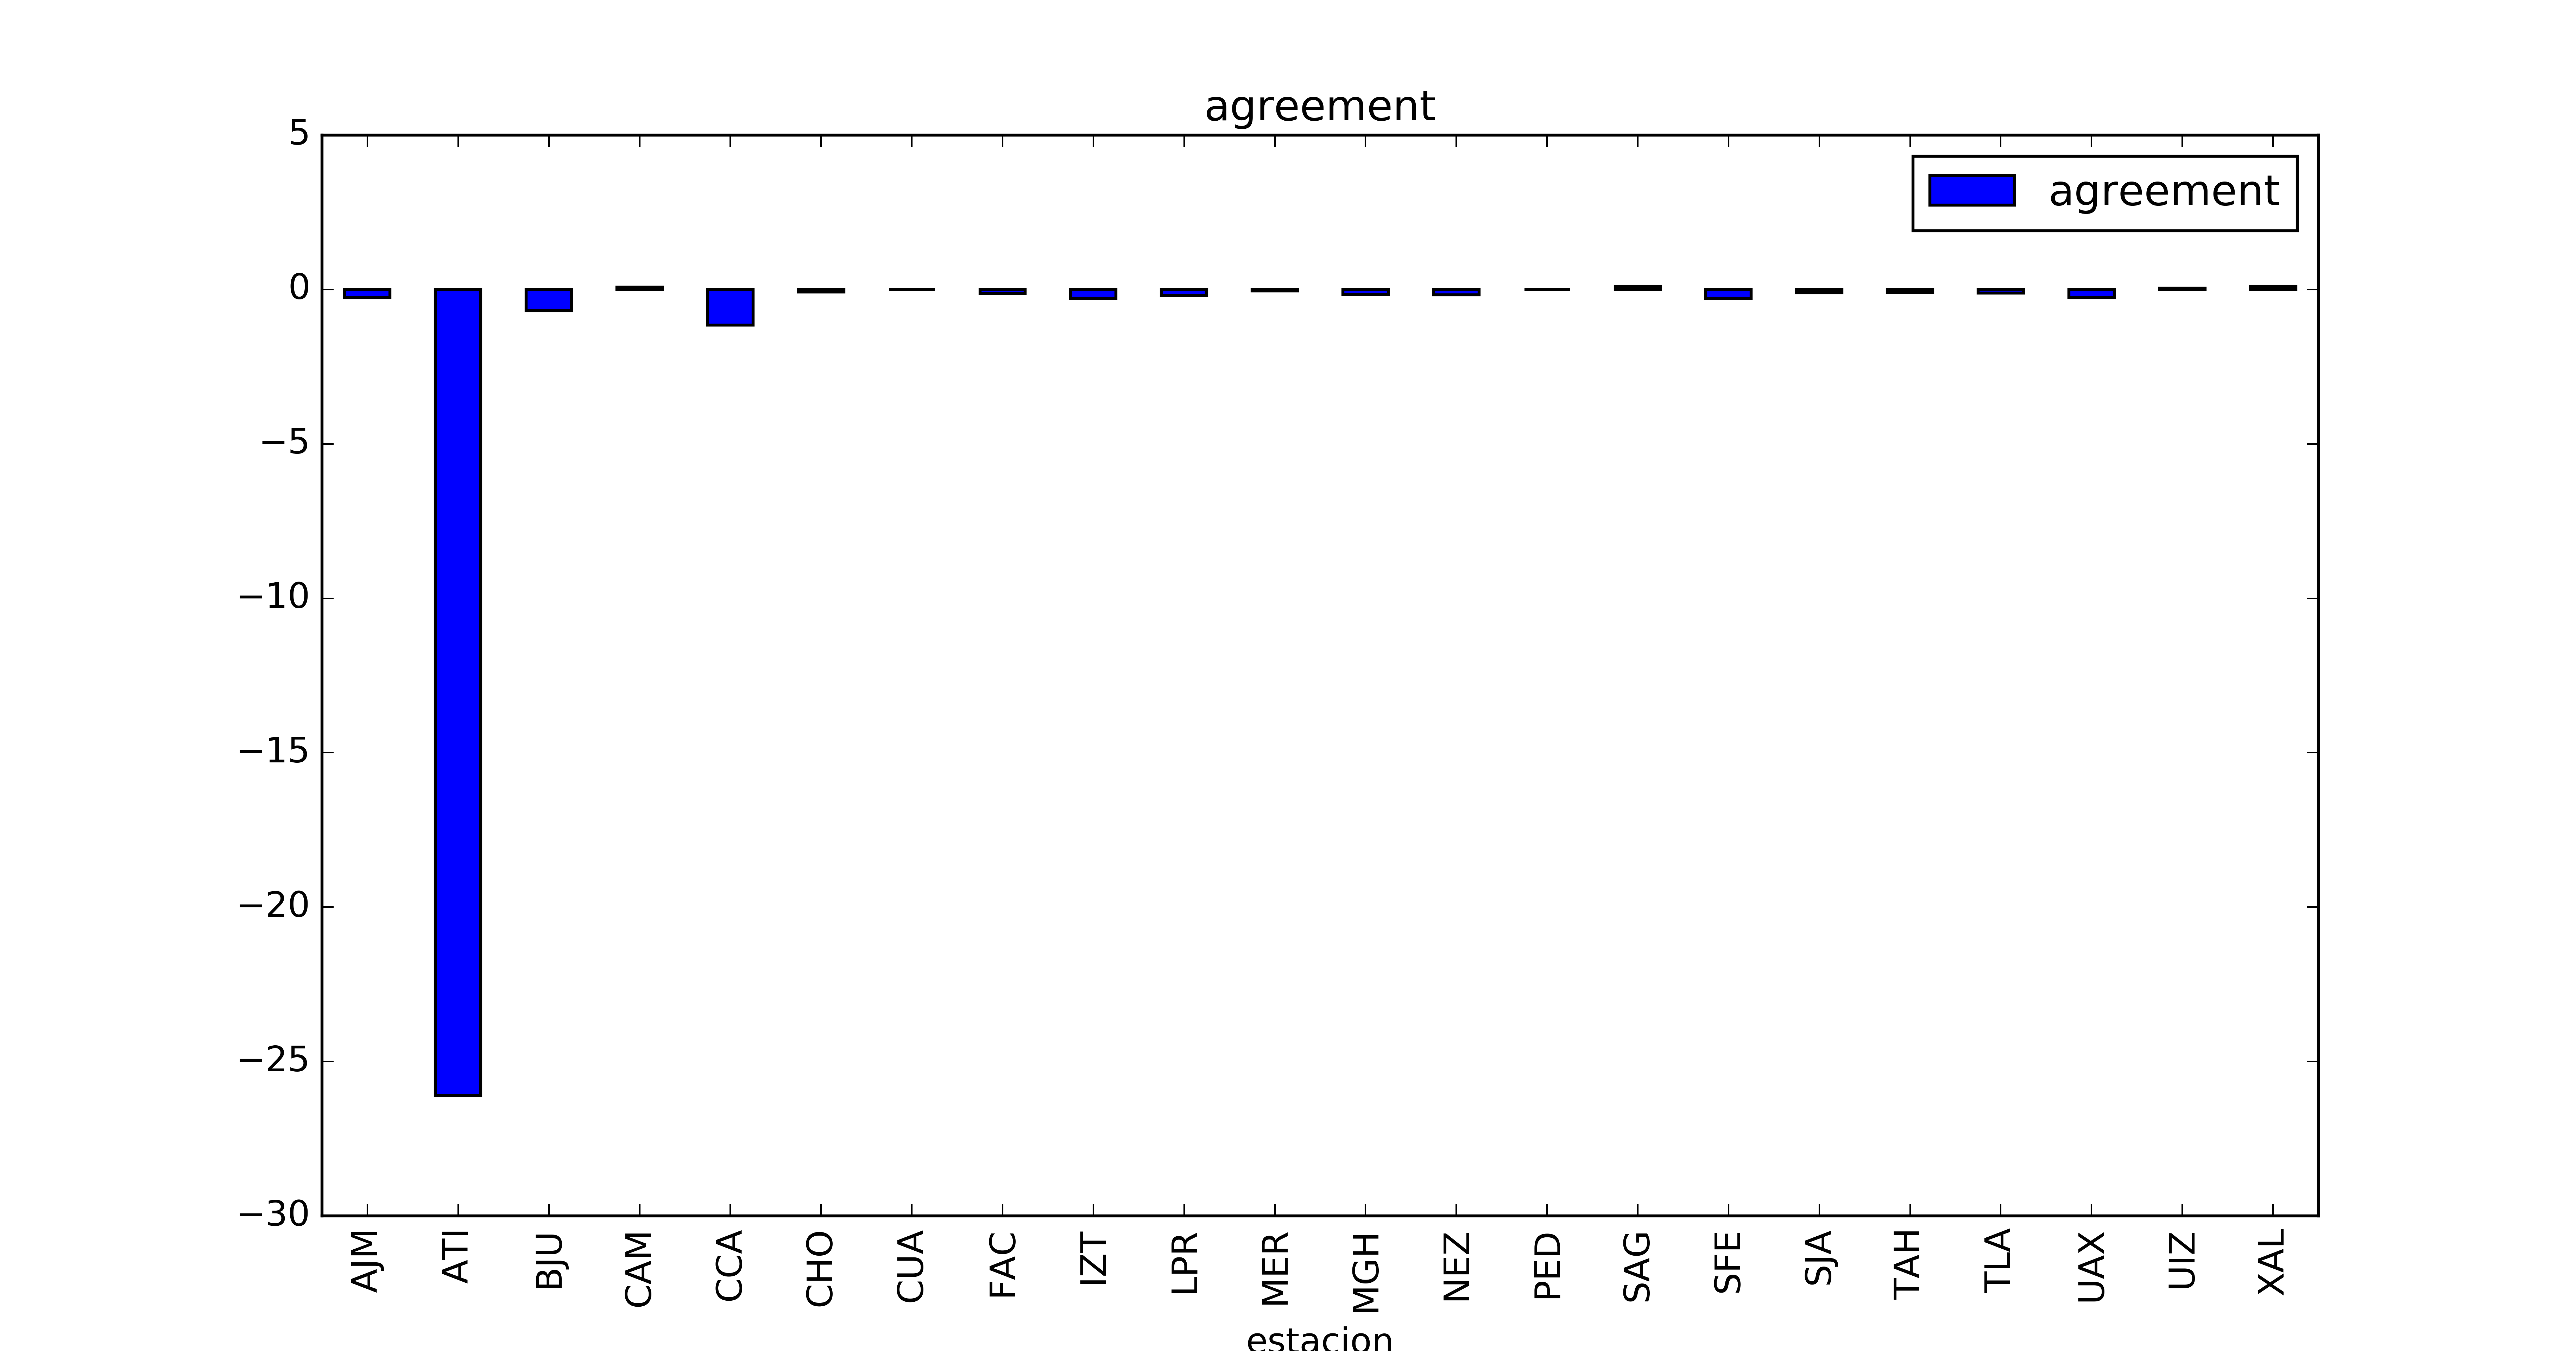 agreement
5
agreement
0
−5
−10
−15
−20
−25
−30
AJM ATI BJU CAM CCA CHO CUA FAC IZT LPR MER MGH NEZ PED SAG SFE SJA TAH TLA UAX UIZ XAL
estacion